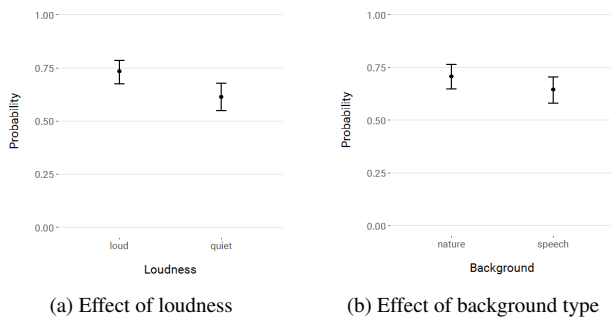 1.00
0.75
0.50
0.25
0.00
Probability
loud quiet
Loudness
(a) Effect of loudness
1.00
0.75
0.50
0.25
0.00
Probability
nature speech
Background
(b) Effect of background type